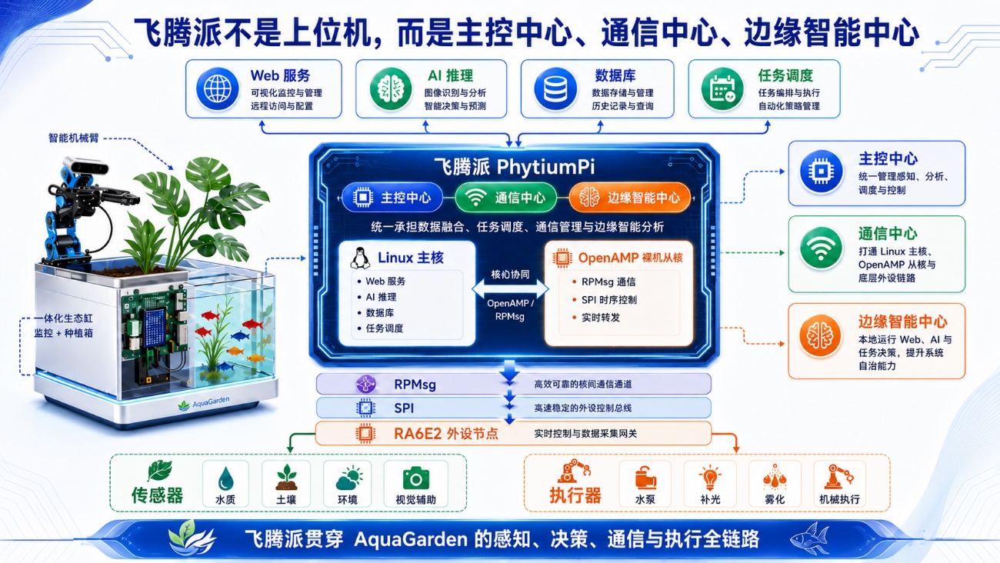 飞腾派不是上位机，而是主控中心、通信中心、边缘智能中心
Web 服务
可视化监控与管理
远程访问与配置
AI 推理
图像识别与分析
智能决策与预测
数据库
数据存储与管理
历史记录与查询
任务调度
任务编排与执行
自动化策略管理
智能机械臂
一体化生态缸
监控 + 种植箱
AquaGarden
飞腾派 PhytiumPi
主控中心
通信中心
边缘智能中心
统一承担数据融合、任务调度、通信管理与边缘智能分析
Linux 主核
• Web 服务
• AI 推理
• 数据库
• 任务调度
协同
OpenAMP /
RPMsg
OpenAMP 裸机从核
• RPMsg 通信
• SPI 时序控制
• 实时转发
主控中心
统一管理感知、分析、
调度与控制
通信中心
打通 Linux 主核、
OpenAMP 从核与
底层外设链路
边缘智能中心
本地运行 Web、AI 与
任务决策，提升系统
自治能力
RPMsg
高效可靠的核间通信通道
SPI
高速稳定的外设控制总线
RA6E2 外设节点
实时控制与数据采集网关
传感器
水质
土壤
环境
视觉辅助
执行器
水泵
补光
雾化
机械执行
飞腾派贯穿 AquaGarden 的感知、决策、通信与执行全链路